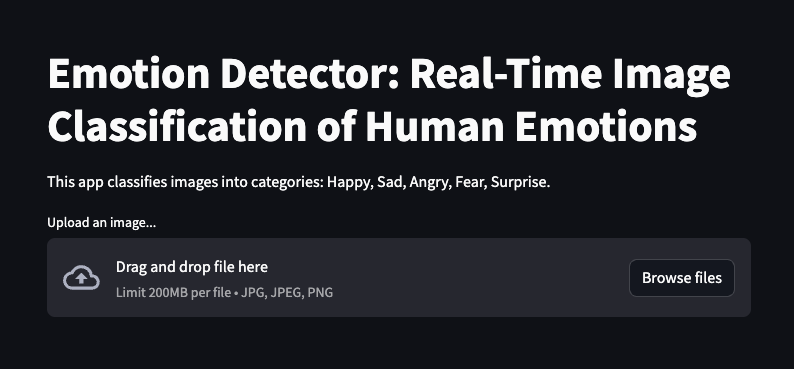 Emotion Detector: Real-Time Image
Classification of Human Emotions
This app classifies images into categories: Happy, Sad, Angry, Fear, Surprise.
Upload an image...
Drag and drop file here
Limit 200MB per file • JPG, JPEG, PNG
Browse files